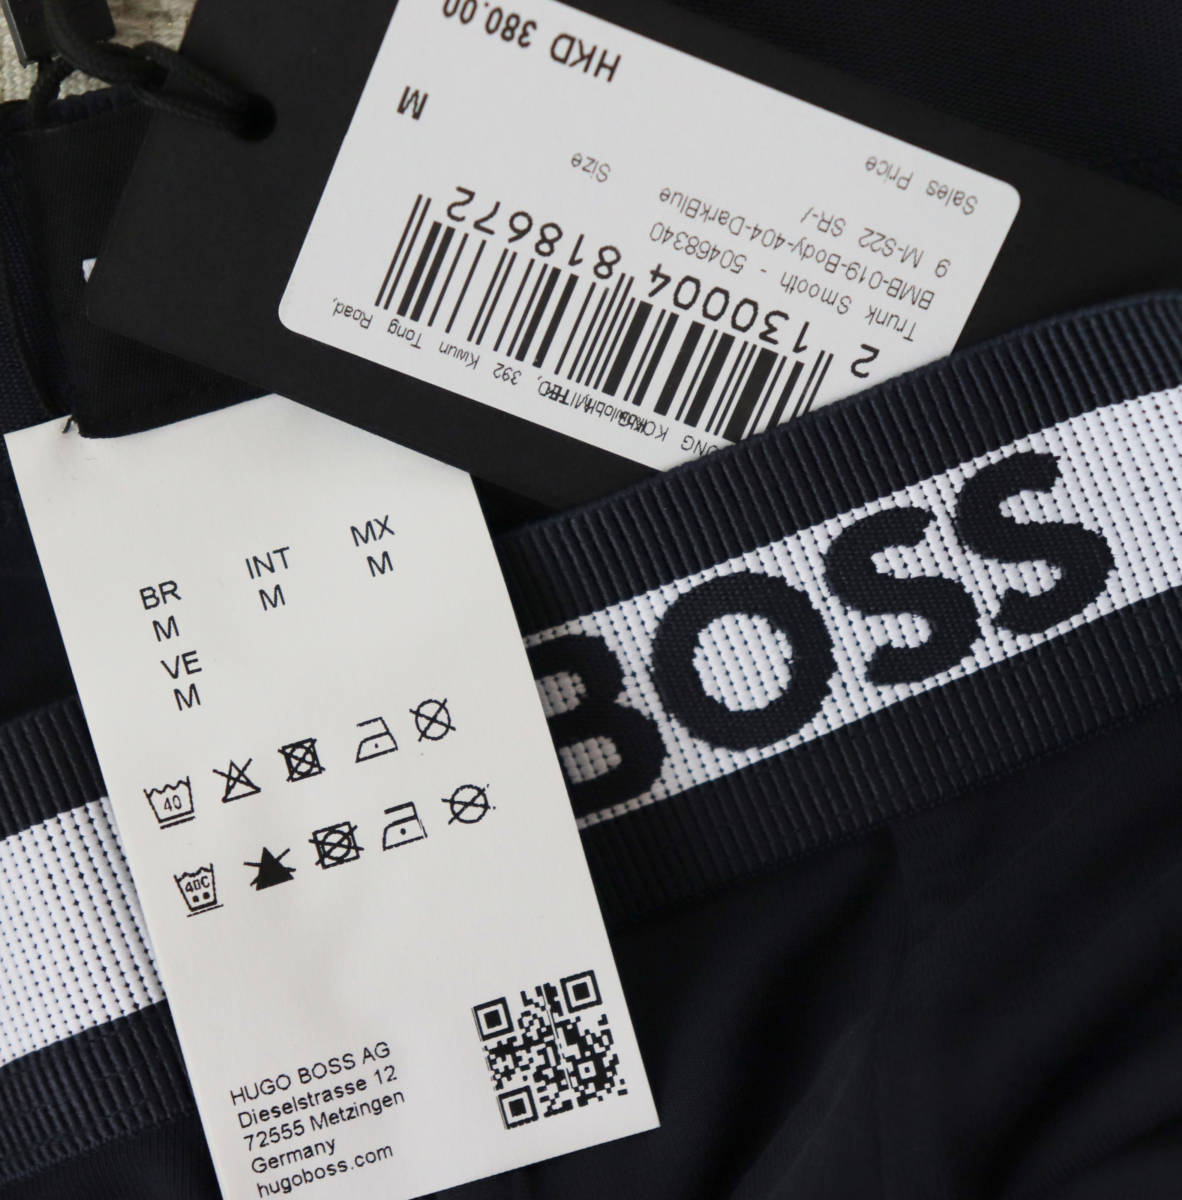 HKD 380.00
M
Sales Price
Size
9 M-S22 SR-/
BMB-019-Body-404-DarkBlue
Trunk Smooth - 50468340
2 130004 818672
392 Kwun Tong Road,
BOSS
BR
M
VE
M
INT
M
MX
M
40
40C
HUGO BOSS AG
Dieselstrasse 12
72555 Metzingen
Germany
hugoboss.com